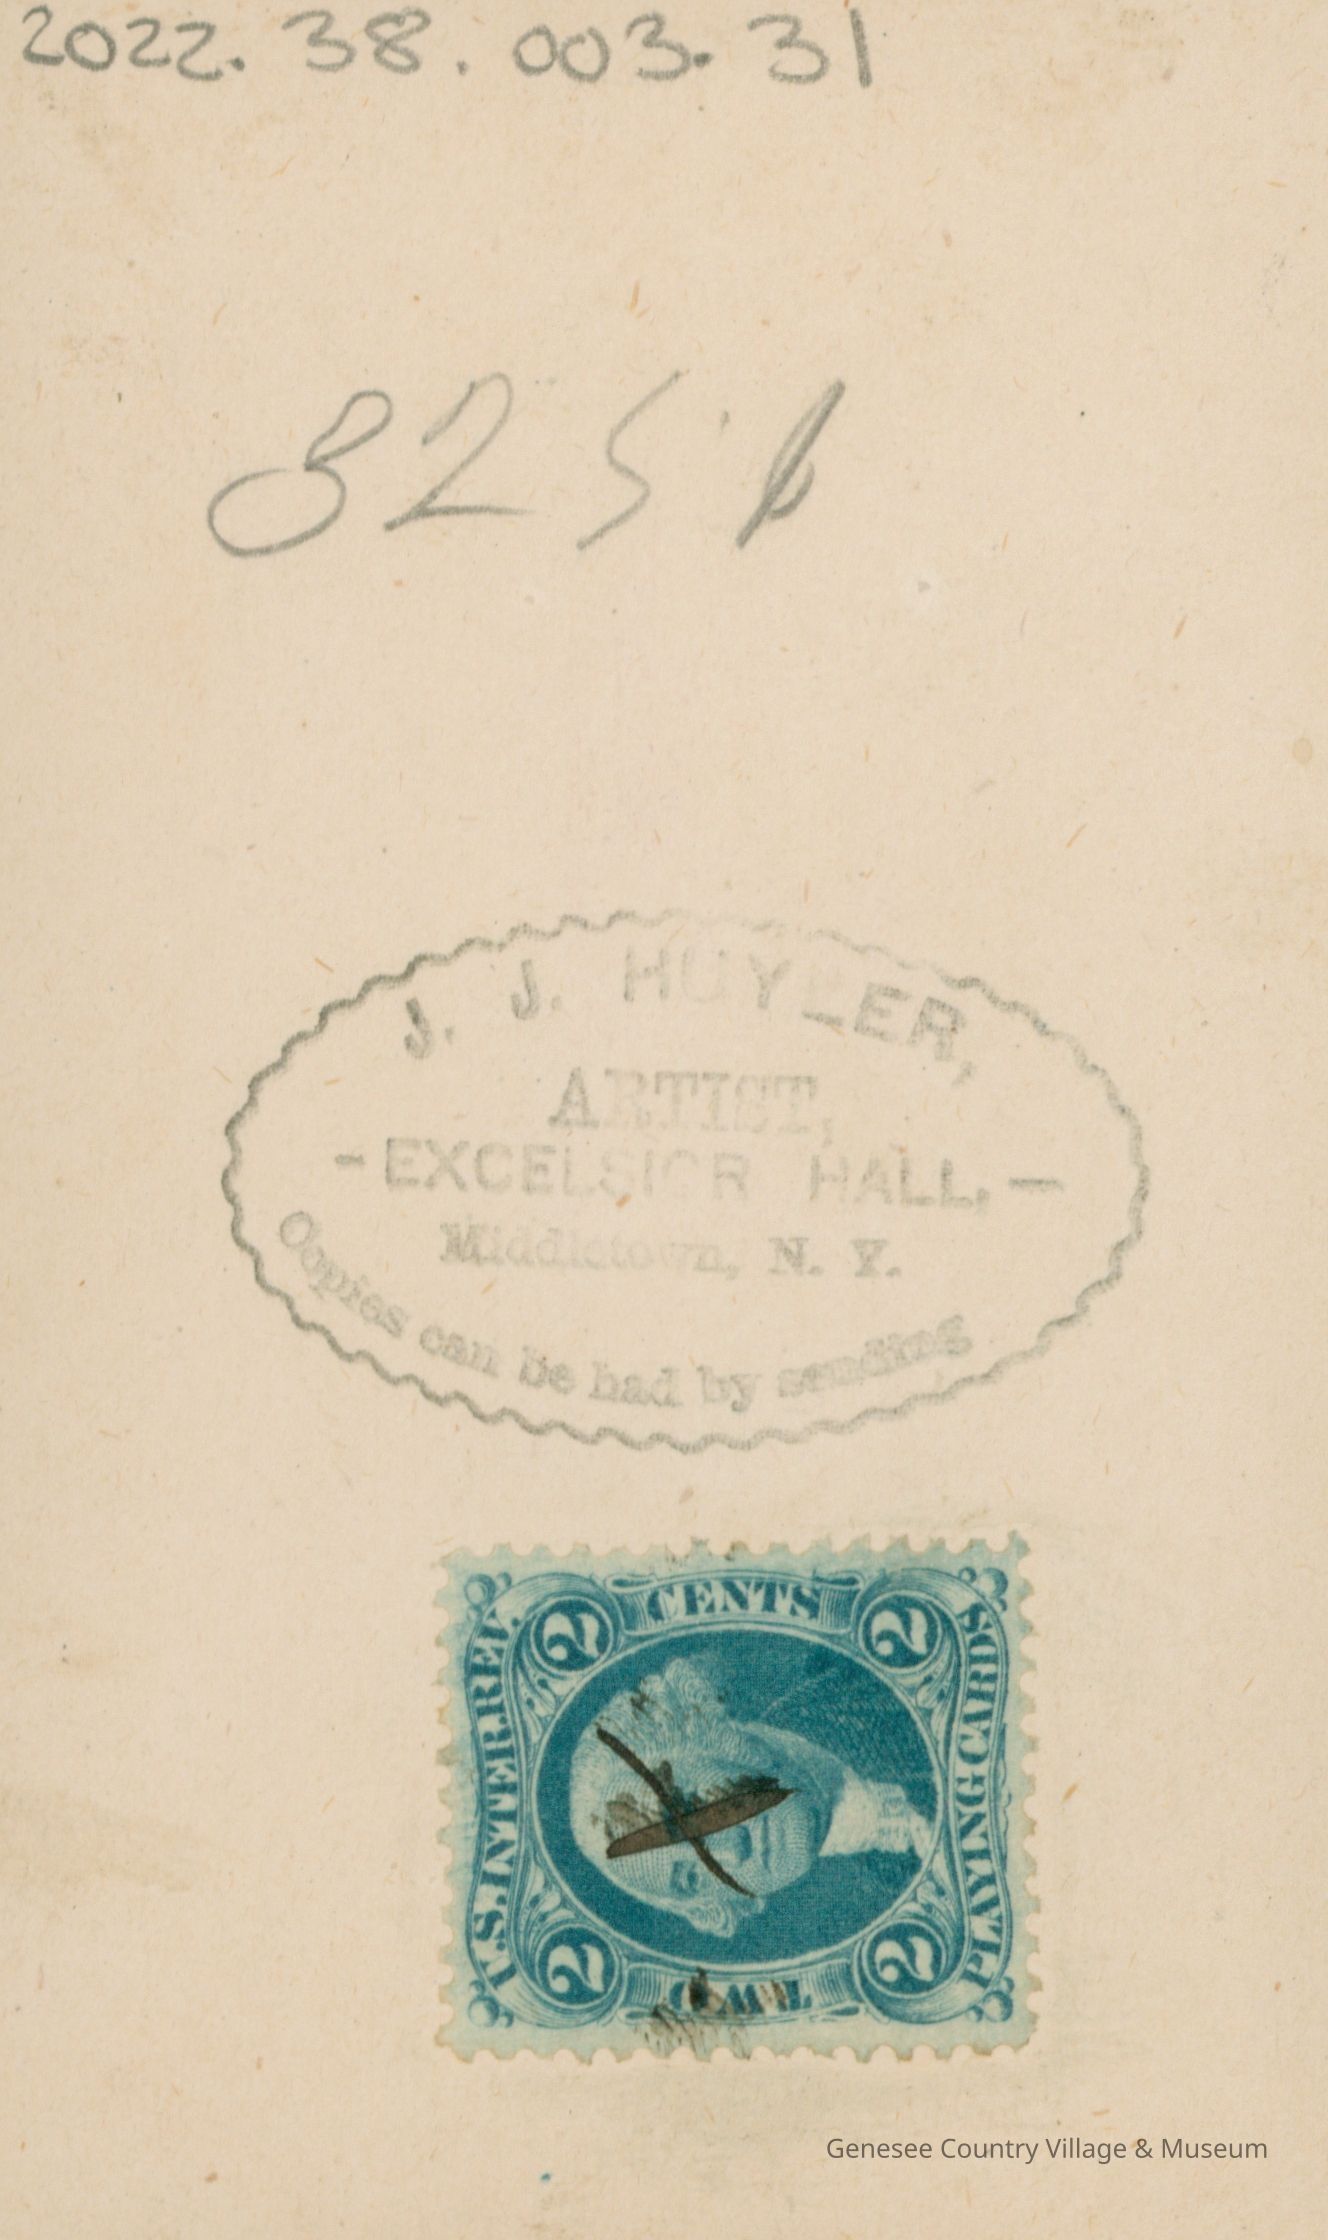 2022. 38. 003. 31
J. J. HUYLER,
ARTIST,
- EXCELSIOR HALL, -
Middletown, N. Y.
Copies can be had by sending
CENTS
2 2
U.S. INTER. REV.
PLAYING CARDS
2 2
TWO
Genesee Country Village & Museum